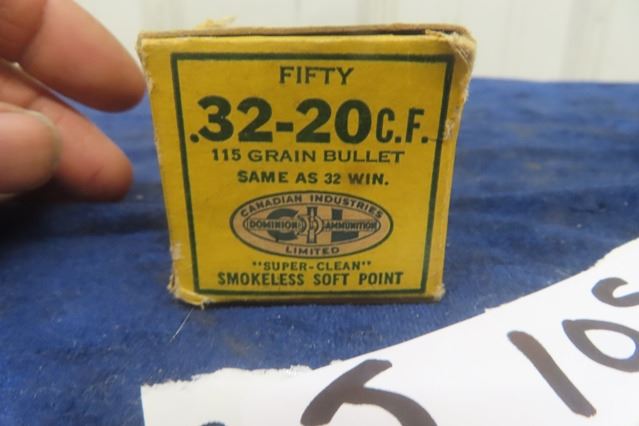 FIFTY
.32-20 C.F.
115 GRAIN BULLET
SAME AS 32 WIN.
CANADIAN INDUSTRIES
DOMINION CIL AMMUNITION
LIMITED
"SUPER-CLEAN"
SMOKELESS SOFT POINT